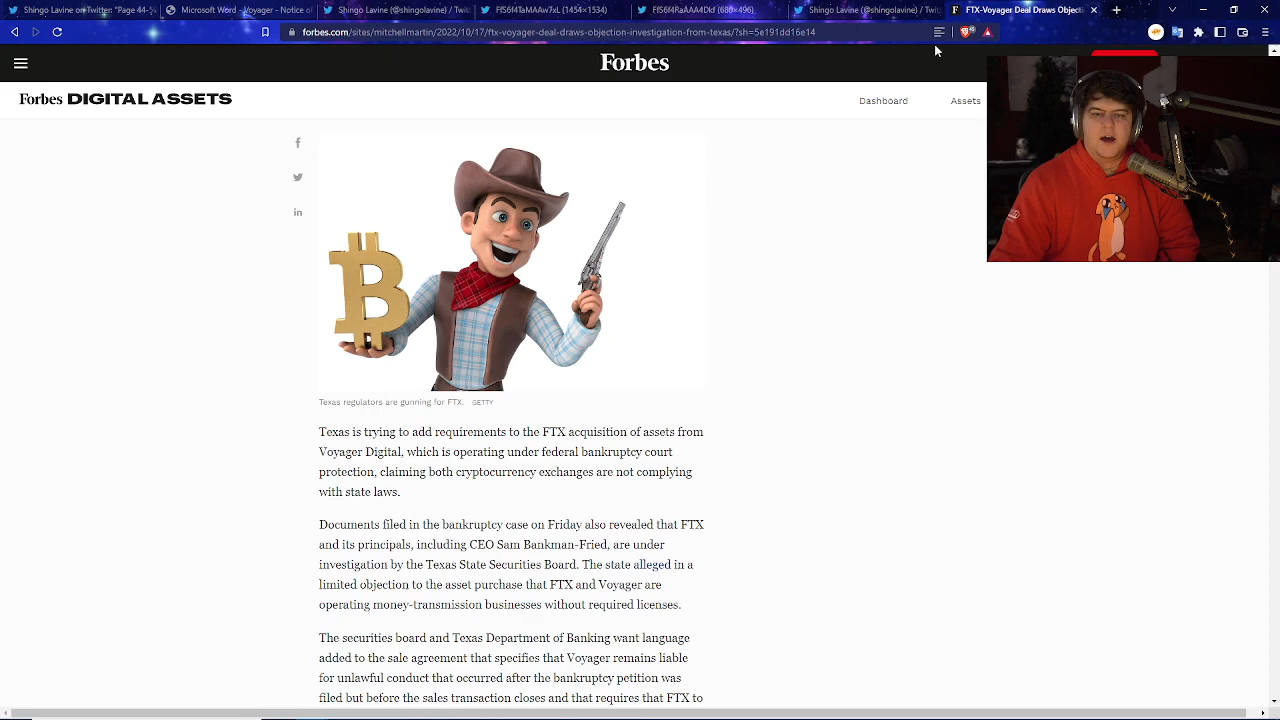 Shingo Lavine on Twitter: "Page 44-
Microsoft Word - Voyager - Notice ol
Shingo Lavine (@shingolavine) / Twitt
FfS6f4TaMAAw7xL (1454×1534)
FfS6f4RaAAA4Dkf (680×496)
Shingo Lavine (@shingolavine) / Twitt
FTX-Voyager Deal Draws Objecti
forbes.com/sites/mitchellmartin/2022/10/17/ftx-voyager-deal-draws-objection-investigation-from-texas/?sh=5e191dd16e14
Forbes
Forbes DIGITAL ASSETS
Dashboard
Assets
Texas regulators are gunning for FTX. GETTY
Texas is trying to add requirements to the FTX acquisition of assets from
Voyager Digital, which is operating under federal bankruptcy court
protection, claiming both cryptocurrency exchanges are not complying
with state laws.
Documents filed in the bankruptcy case on Friday also revealed that FTX
and its principals, including CEO Sam Bankman-Fried, are under
investigation by the Texas State Securities Board. The state alleged in a
limited objection to the asset purchase that FTX and Voyager are
operating money-transmission businesses without required licenses.
The securities board and Texas Department of Banking want language
added to the sale agreement that specifies that Voyager remains liable
for unlawful conduct that occurred after the bankruptcy petition was
filed but before the sales transaction closes and that requires that FTX to